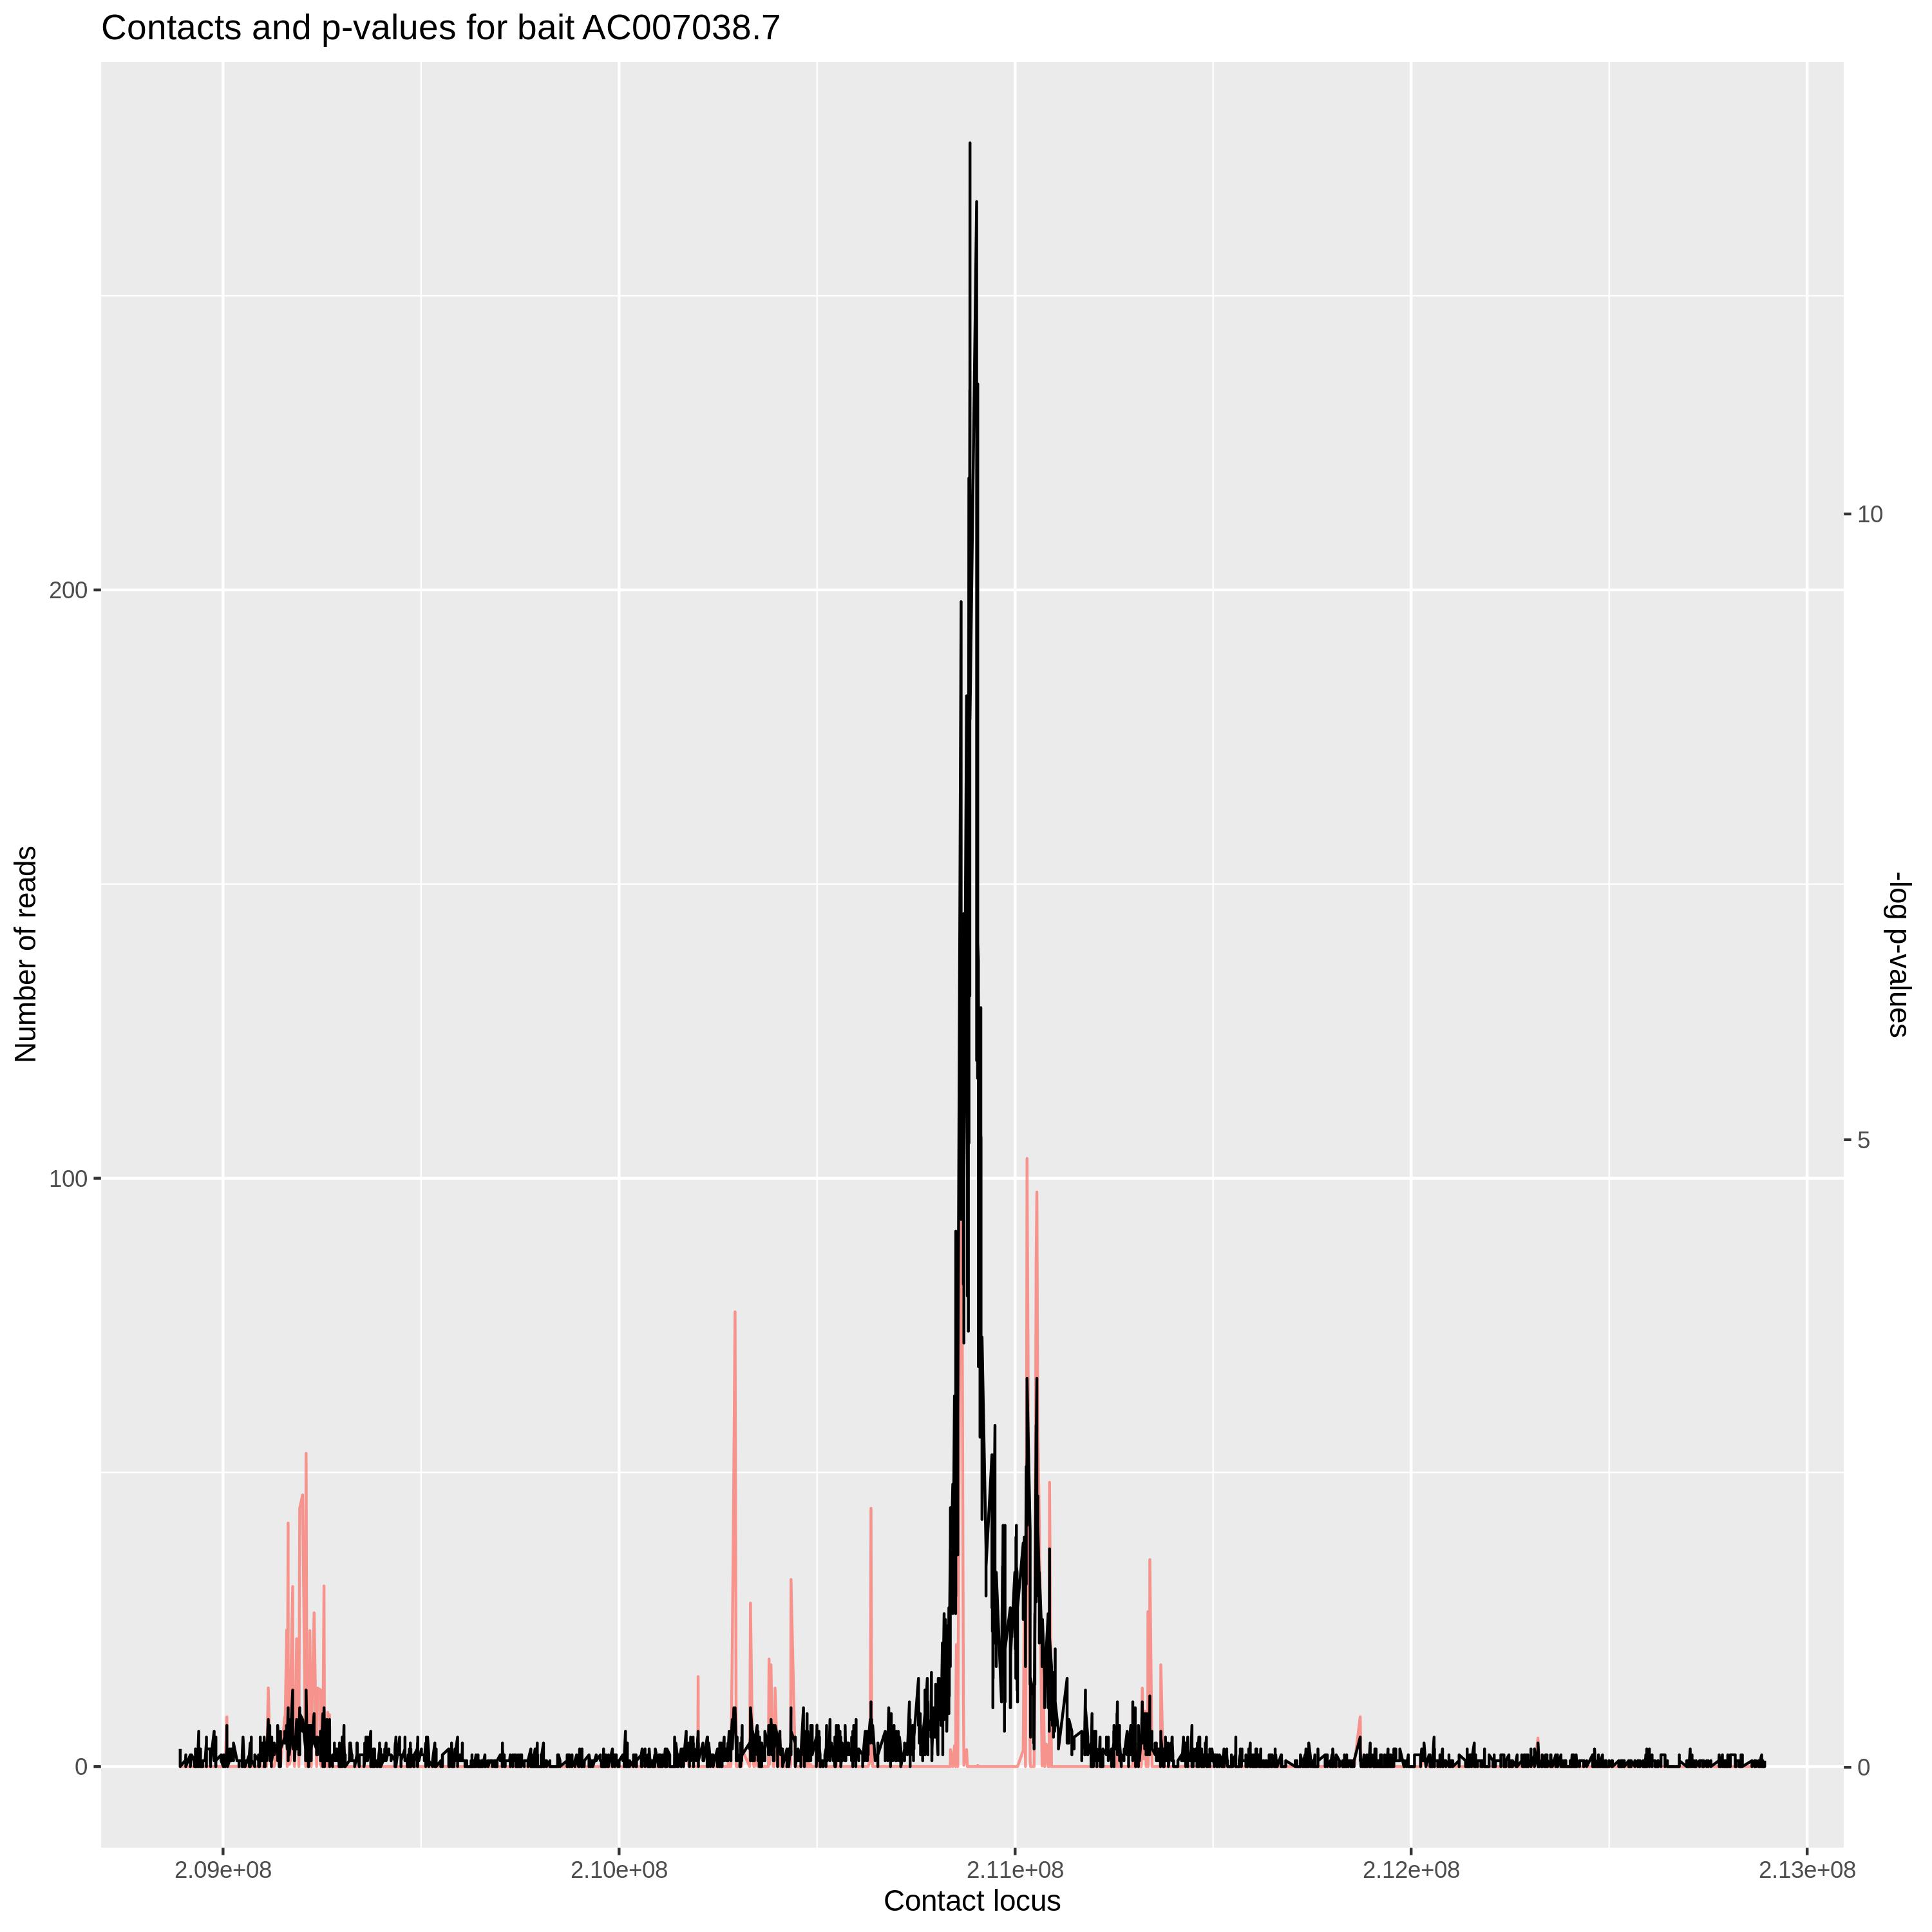 Contacts and p-values for bait AC007038.7
Number of reads
200
100
0
10
5
0
-log p-values
2.09e+08 2.10e+08 2.11e+08 2.12e+08 2.13e+08
Contact locus